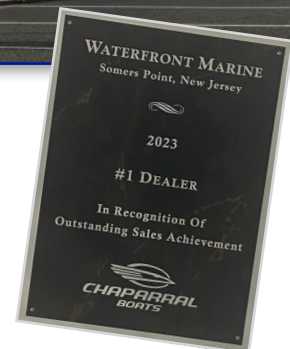 WATERFRONT MARINE
Somers Point, New Jersey
2023
#1 DEALER
In Recognition Of
Outstanding Sales Achievement
CHAPARRAL
BOATS